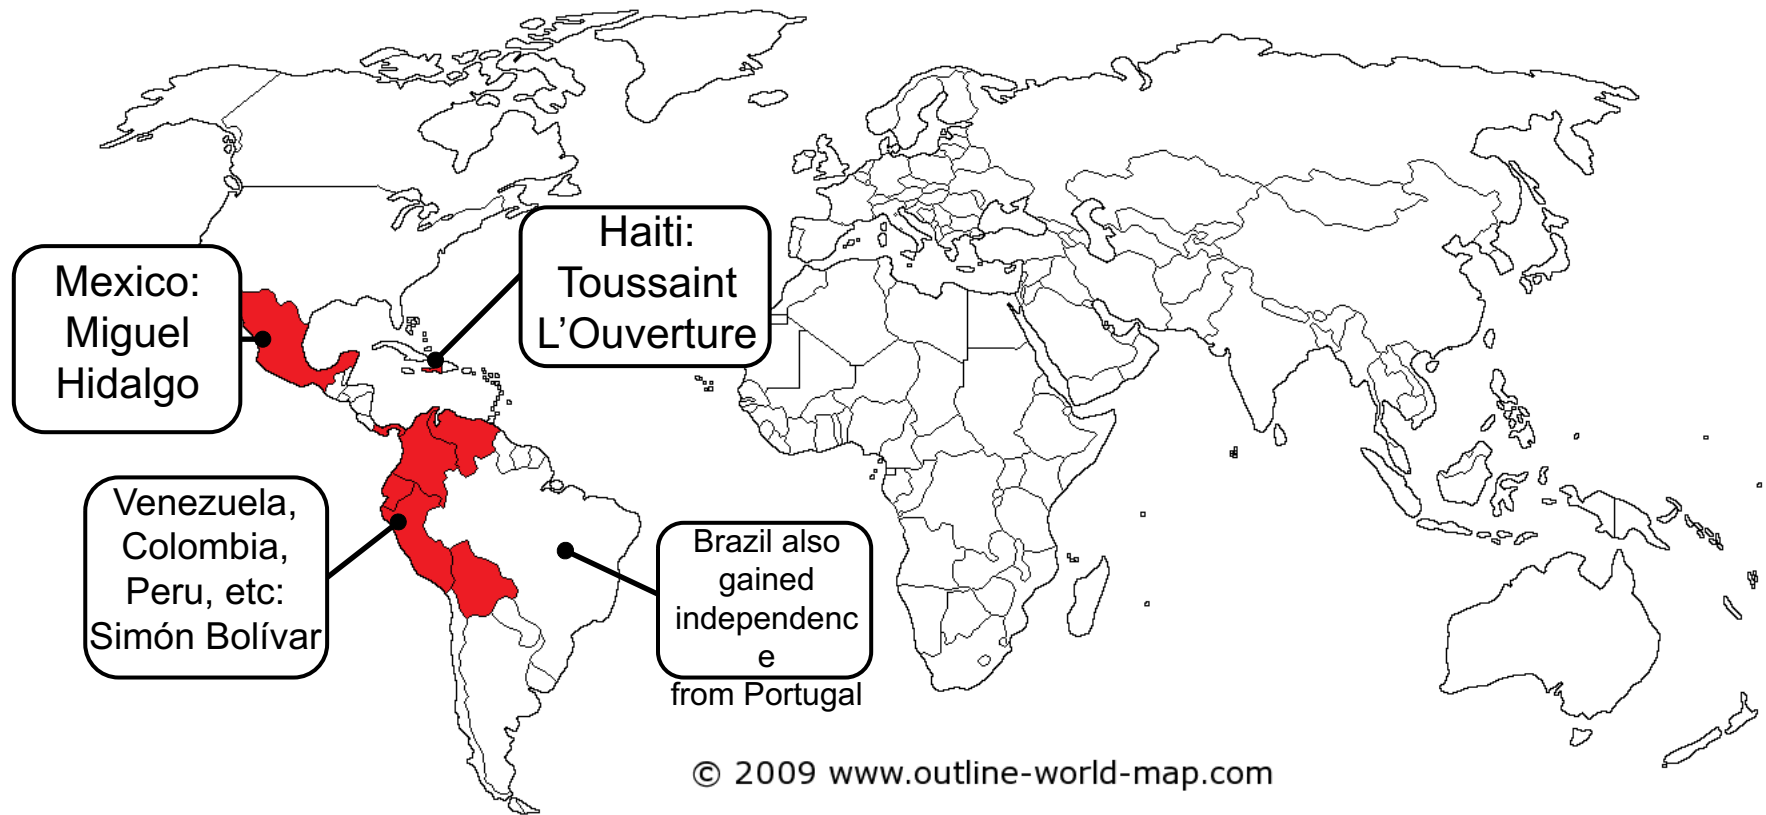 Haiti:
Toussaint
L'Ouverture
Mexico:
Miguel
Hidalgo
Venezuela,
Colombia,
Peru, etc:
Simón Bolívar
Brazil also
gained
independenc
e
from Portugal
© 2009 www.outline-world-map.com